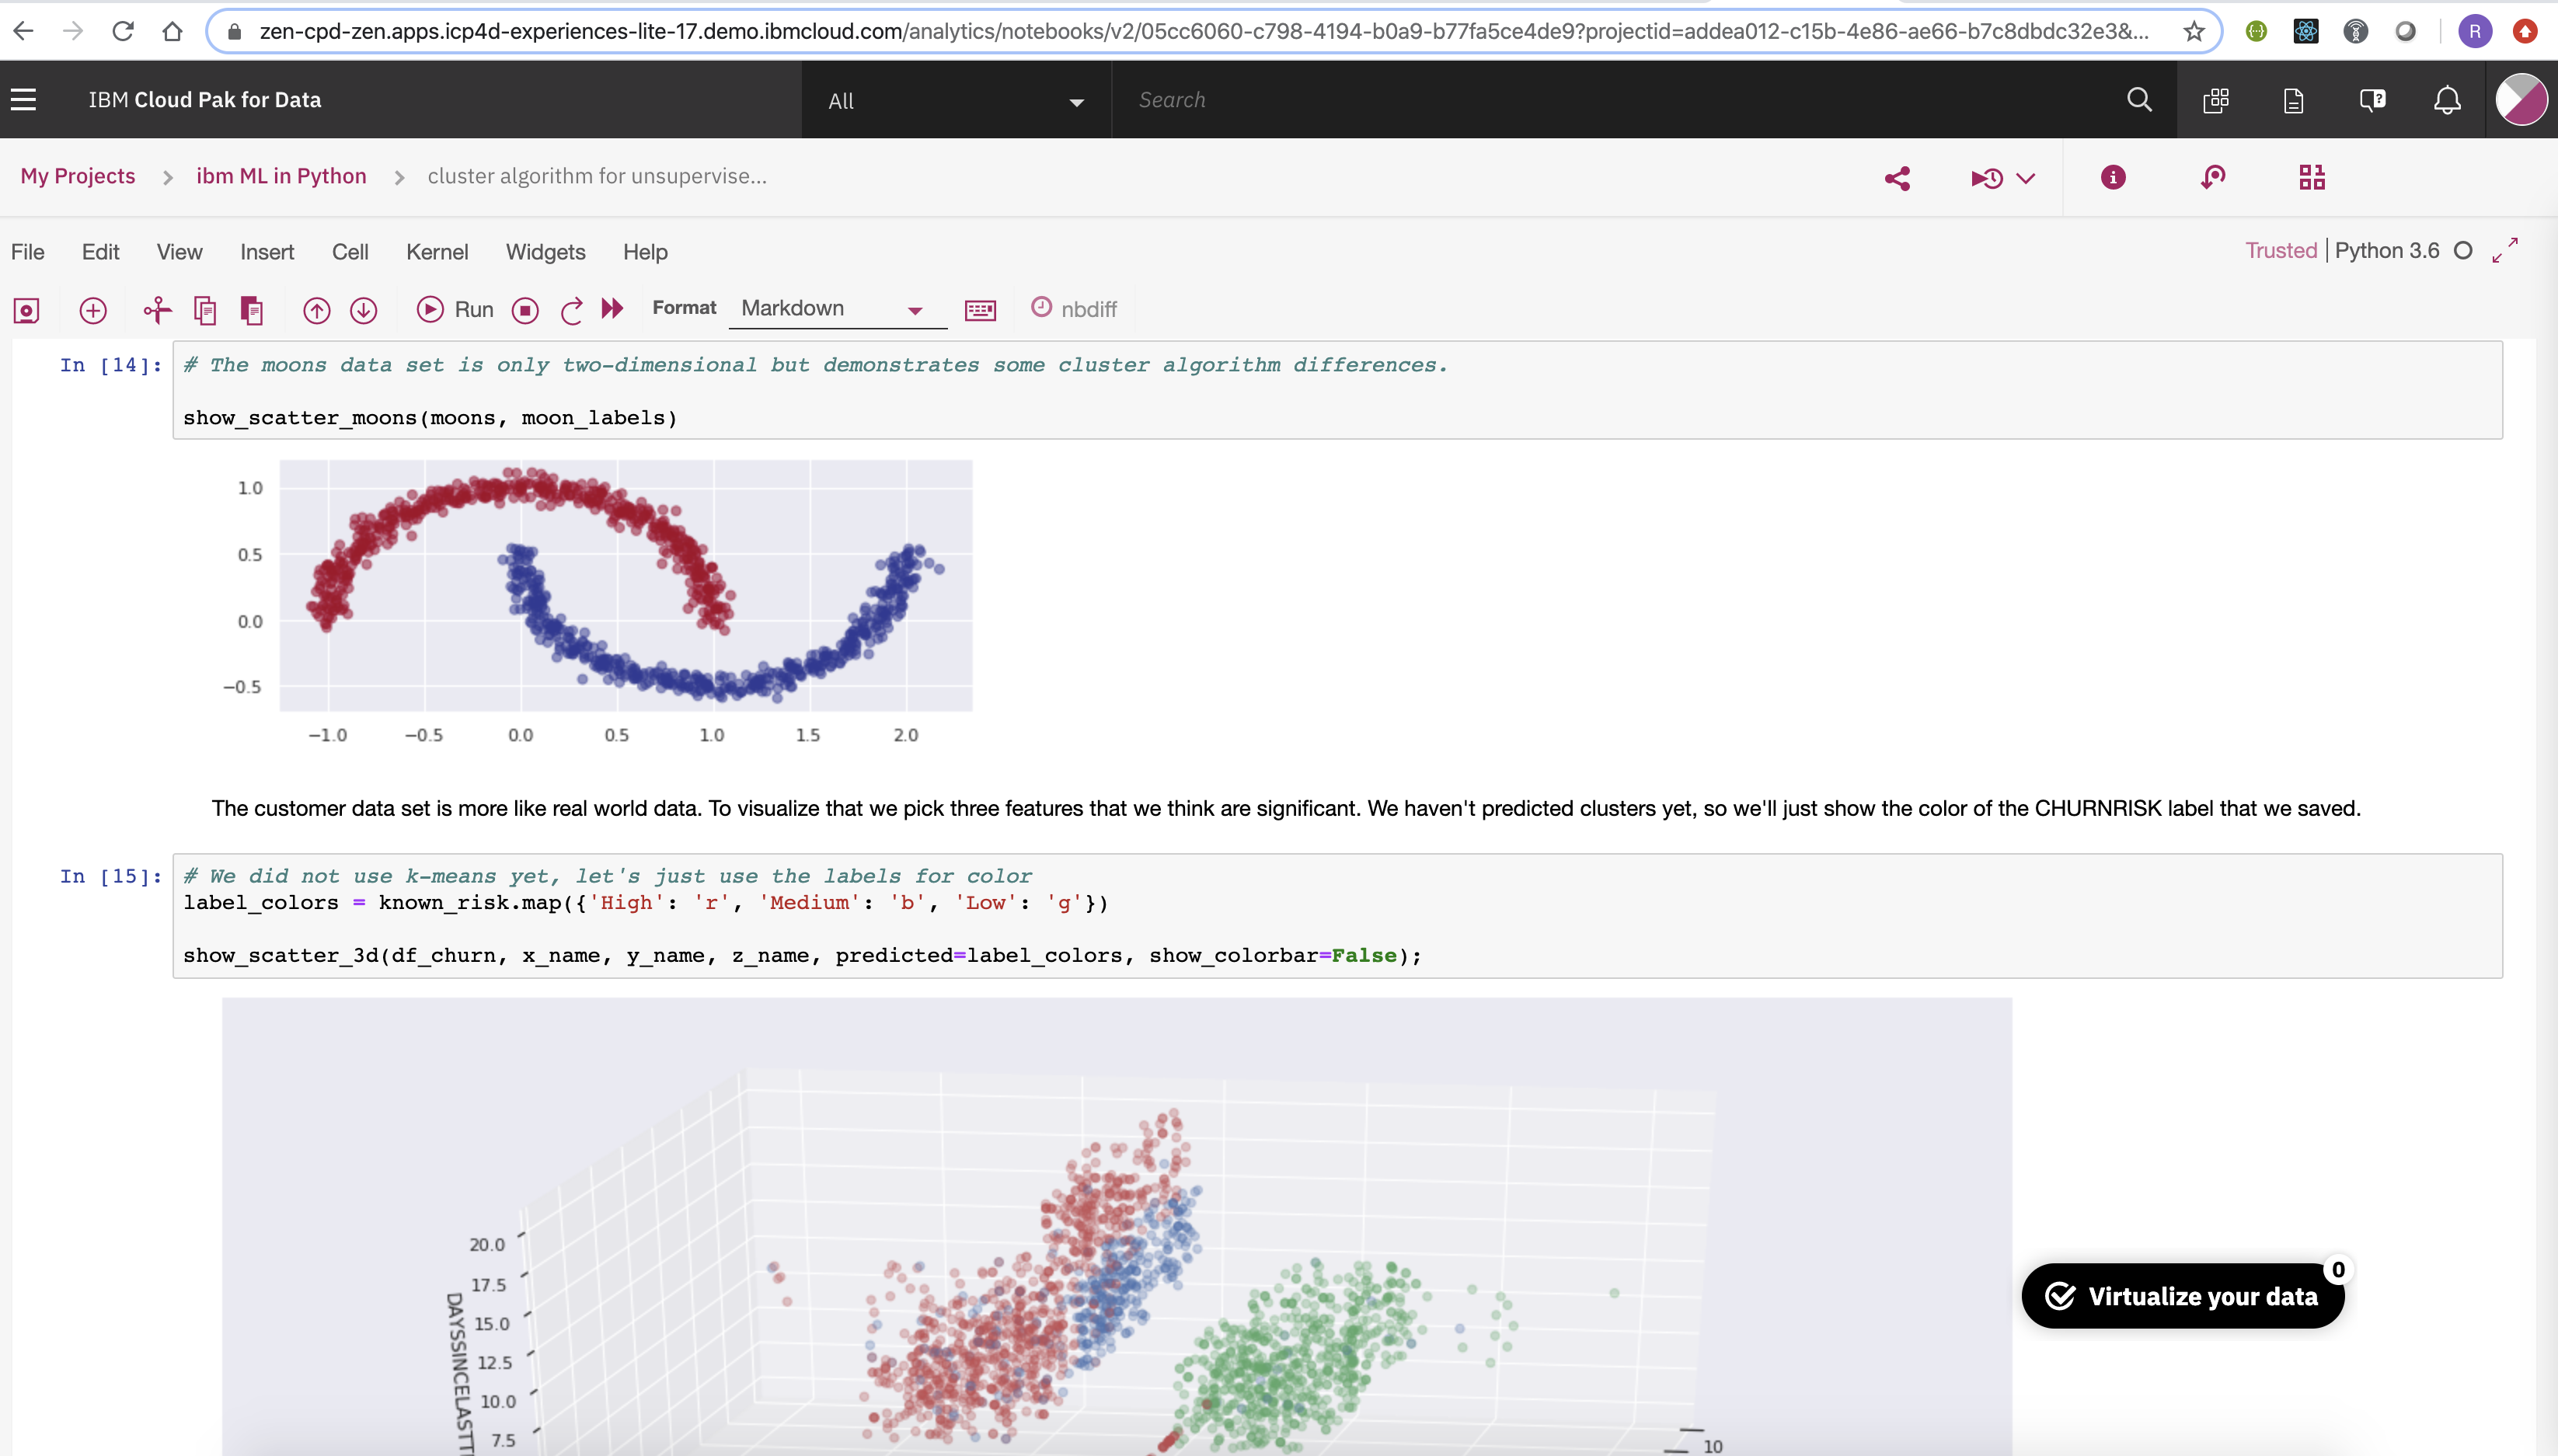 zen-cpd-zen.apps.icp4d-experiences-lite-17.demo.ibmcloud.com/analytics/notebooks/v2/05cc6060-c798-4194-b0a9-b77fa5ce4de9?projectid=addea012-c15b-4e86-ae66-b7c8dbdc32e3&...
R
IBM Cloud Pak for Data
All
Search
My Projects > ibm ML in Python > cluster algorithm for unsupervise...
File Edit View Insert Cell Kernel Widgets Help
Trusted | Python 3.6
Run Format Markdown nbdiff
In [14]: # The moons data set is only two-dimensional but demonstrates some cluster algorithm differences.
show_scatter_moons(moons, moon_labels)
1.0
0.5
0.0
−0.5
−1.0 −0.5 0.0 0.5 1.0 1.5 2.0
The customer data set is more like real world data. To visualize that we pick three features that we think are significant. We haven't predicted clusters yet, so we'll just show the color of the CHURNRISK label that we saved.
In [15]: # We did not use k-means yet, let's just use the labels for color
label_colors = known_risk.map({'High': 'r', 'Medium': 'b', 'Low': 'g'})
show_scatter_3d(df_churn, x_name, y_name, z_name, predicted=label_colors, show_colorbar=False);
20.0
17.5
15.0
12.5
10.0
7.5
10
0
Virtualize your data